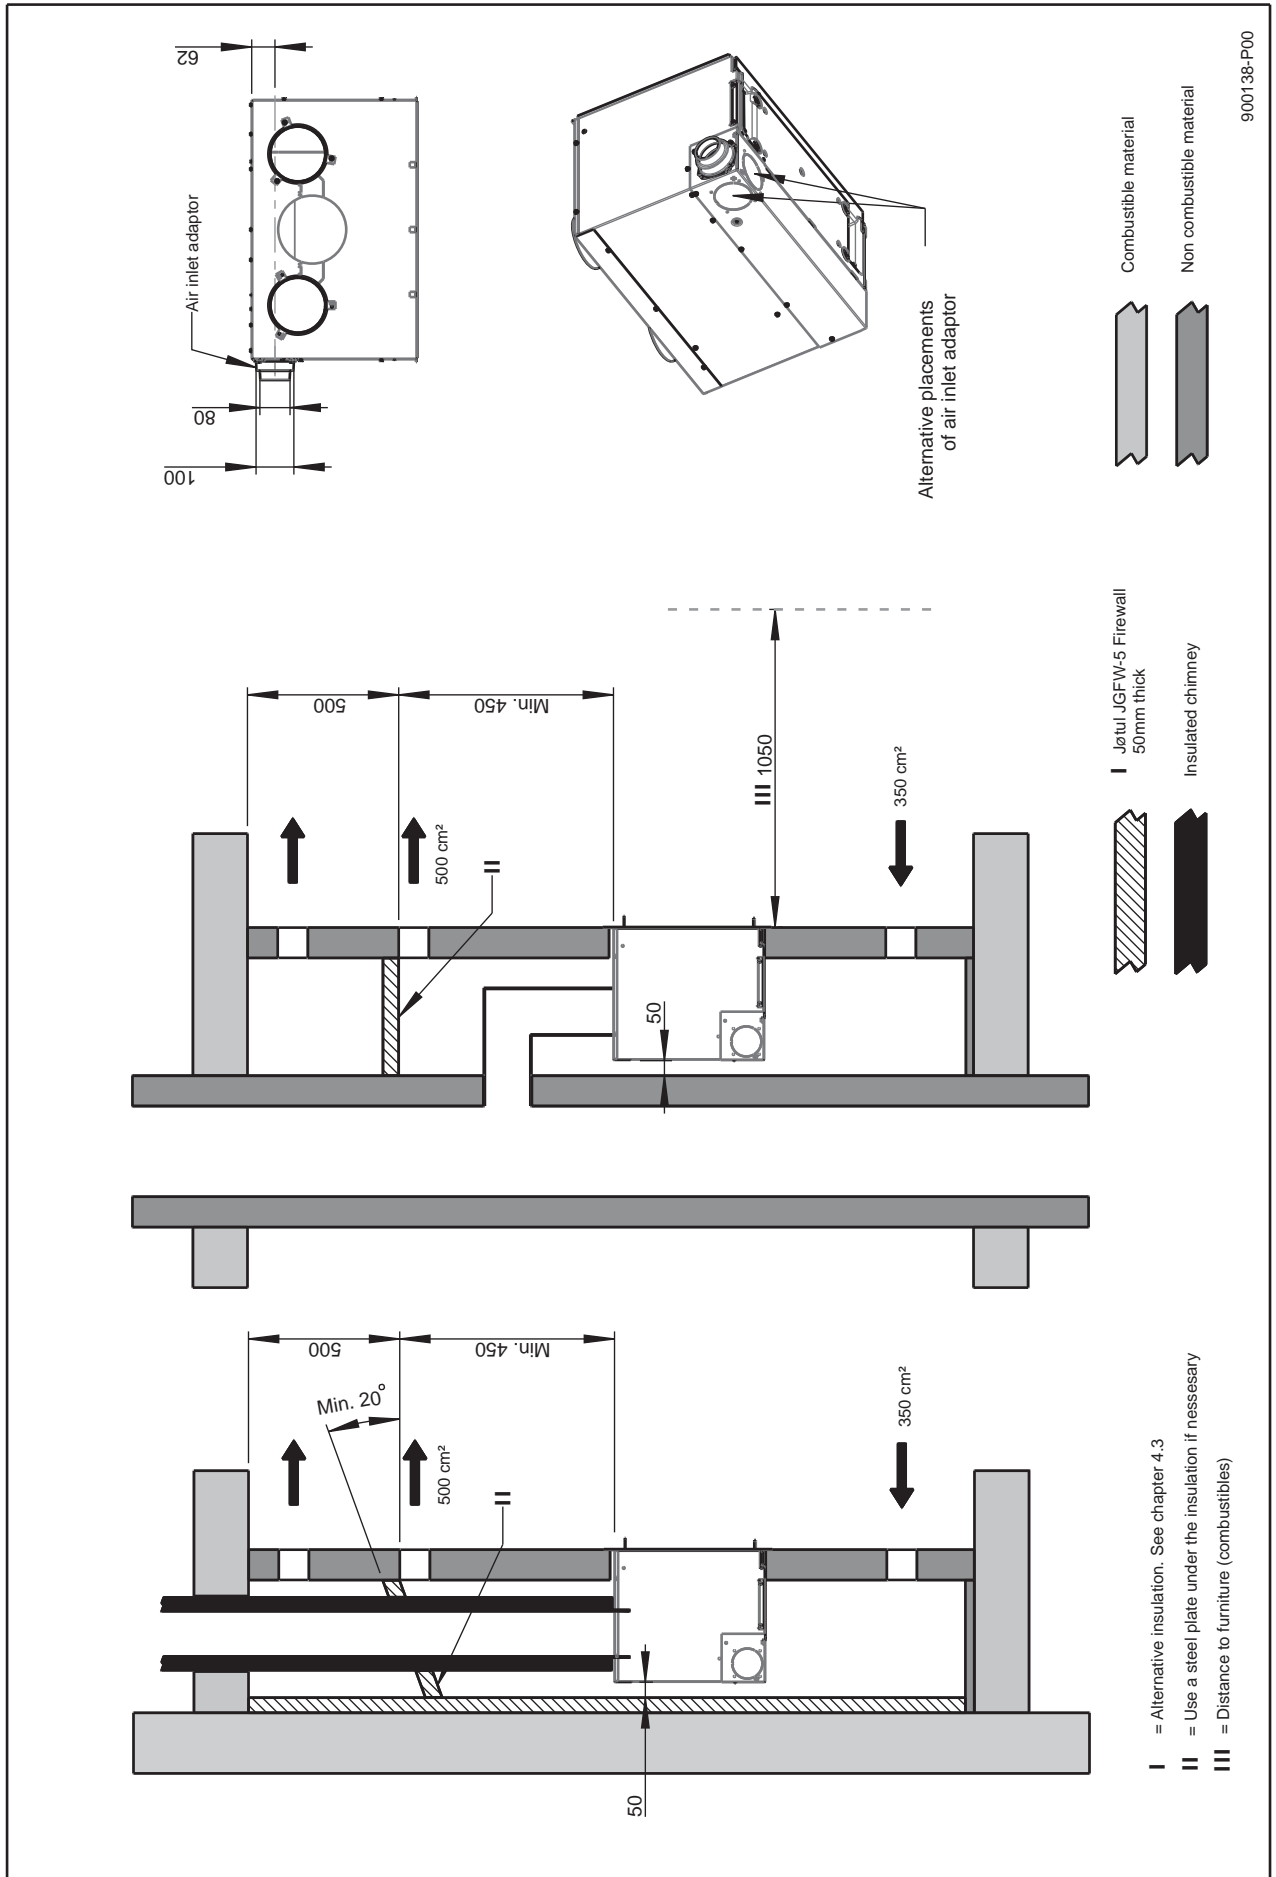 62
Air inlet adaptor
80
100
Alternative placements
of air inlet adaptor
Combustible material
Non combustible material
900138-P00
500
Min. 450
500 cm²
II
III 1050
350 cm²
50
I Jøtul JGFW-5 Firewall
50mm thick
Insulated chimney
500
Min. 450
Min. 20°
500 cm²
II
350 cm²
50
I = Alternative insulation. See chapter 4.3
II = Use a steel plate under the insulation if nessesary
III = Distance to furniture (combustibles)